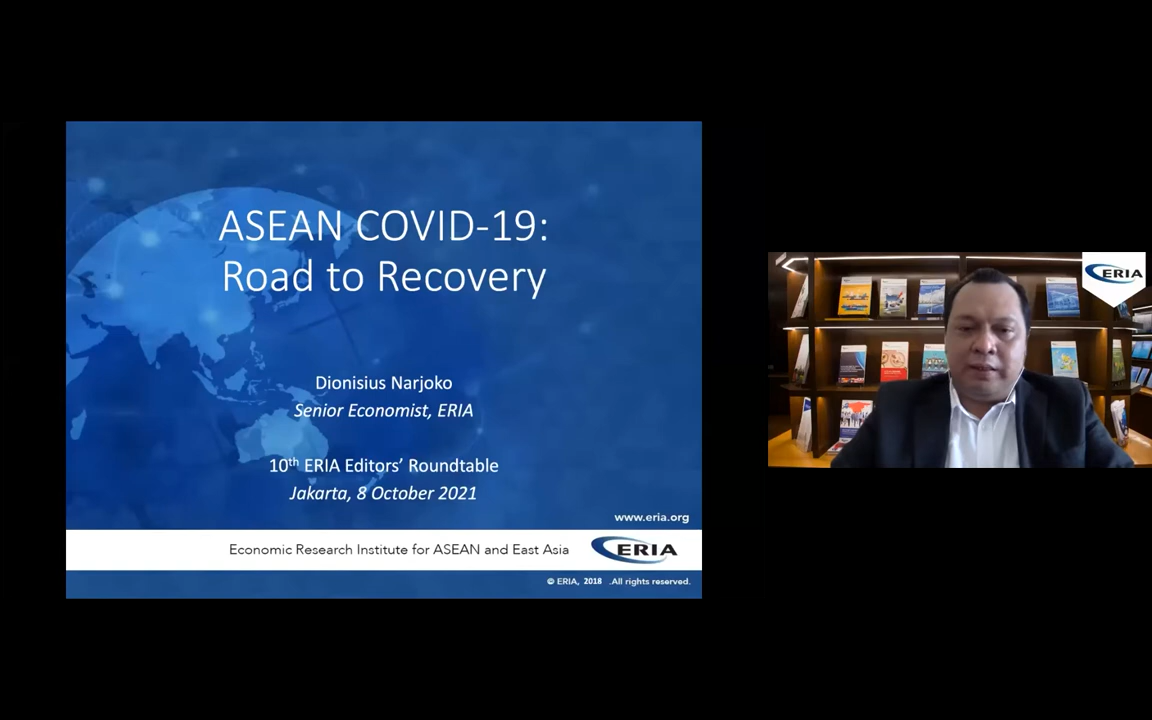 ASEAN COVID-19:
Road to Recovery
Dionisius Narjoko
Senior Economist, ERIA
10th ERIA Editors' Roundtable
Jakarta, 8 October 2021
www.eria.org
Economic Research Institute for ASEAN and East Asia
ERIA
© ERIA, 2018 .All rights reserved.
ERIA